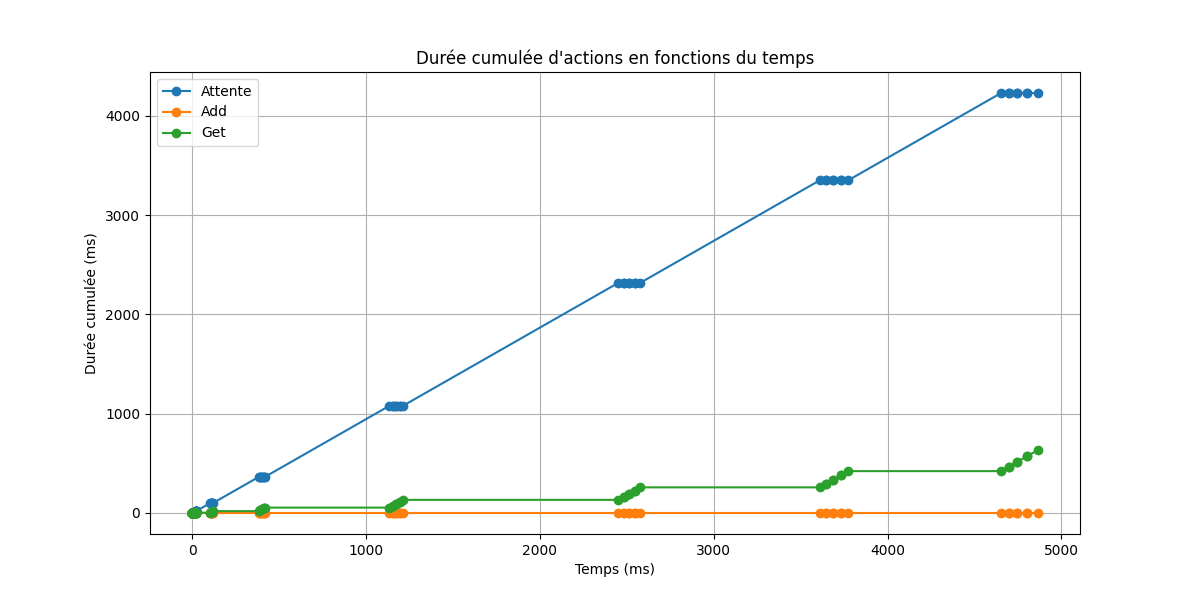 Durée cumulée d'actions en fonctions du temps
Attente
Add
Get
Durée cumulée (ms)
4000
3000
2000
1000
0
0 1000 2000 3000 4000 5000
Temps (ms)